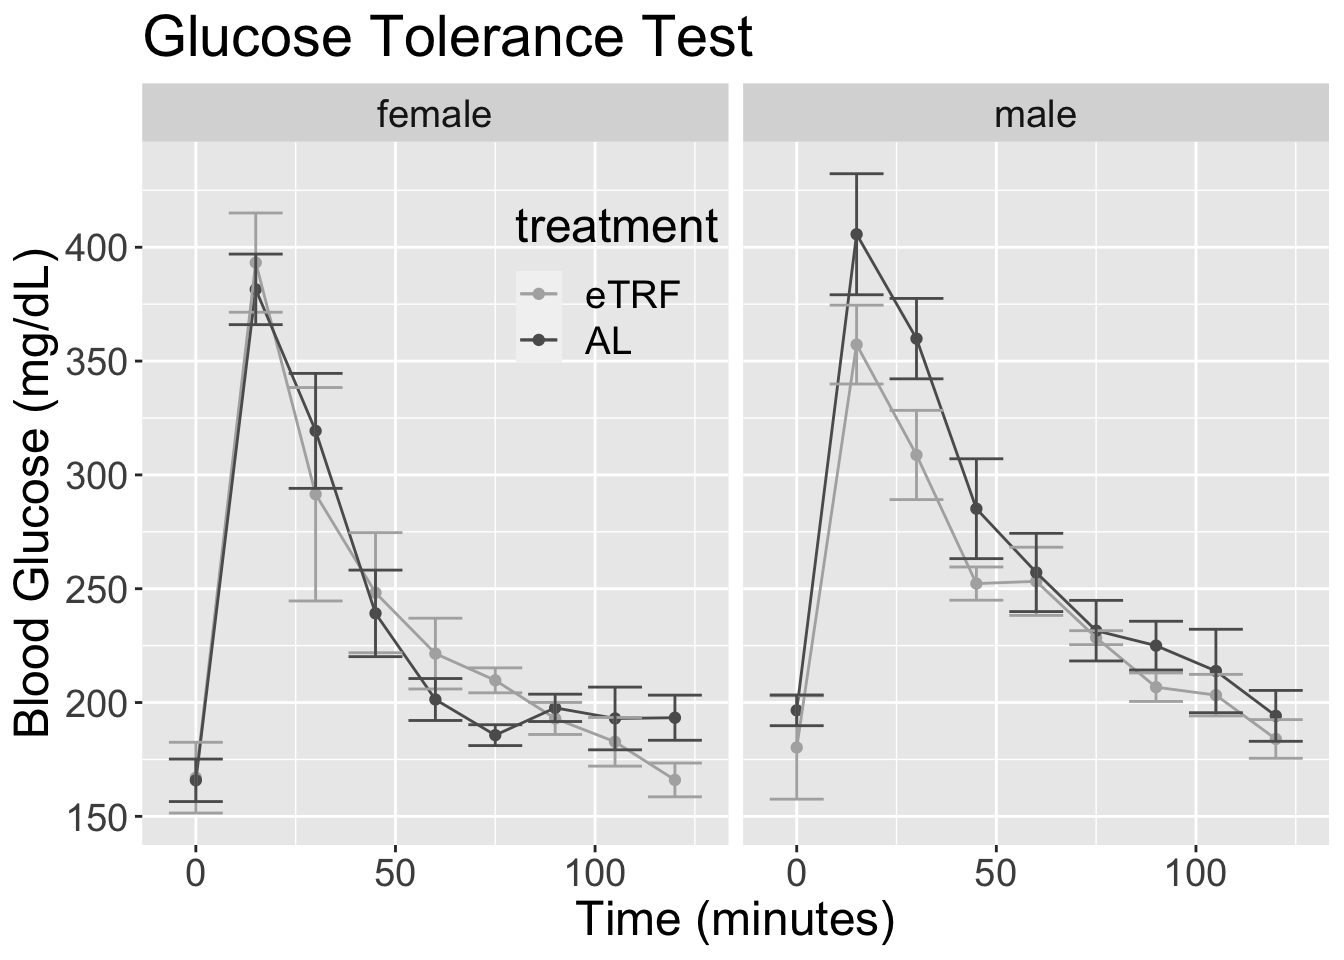 Glucose Tolerance Test
female
male
treatment
eTRF
AL
Blood Glucose (mg/dL)
400
350
300
250
200
150
0 50 100
0 50 100
Time (minutes)